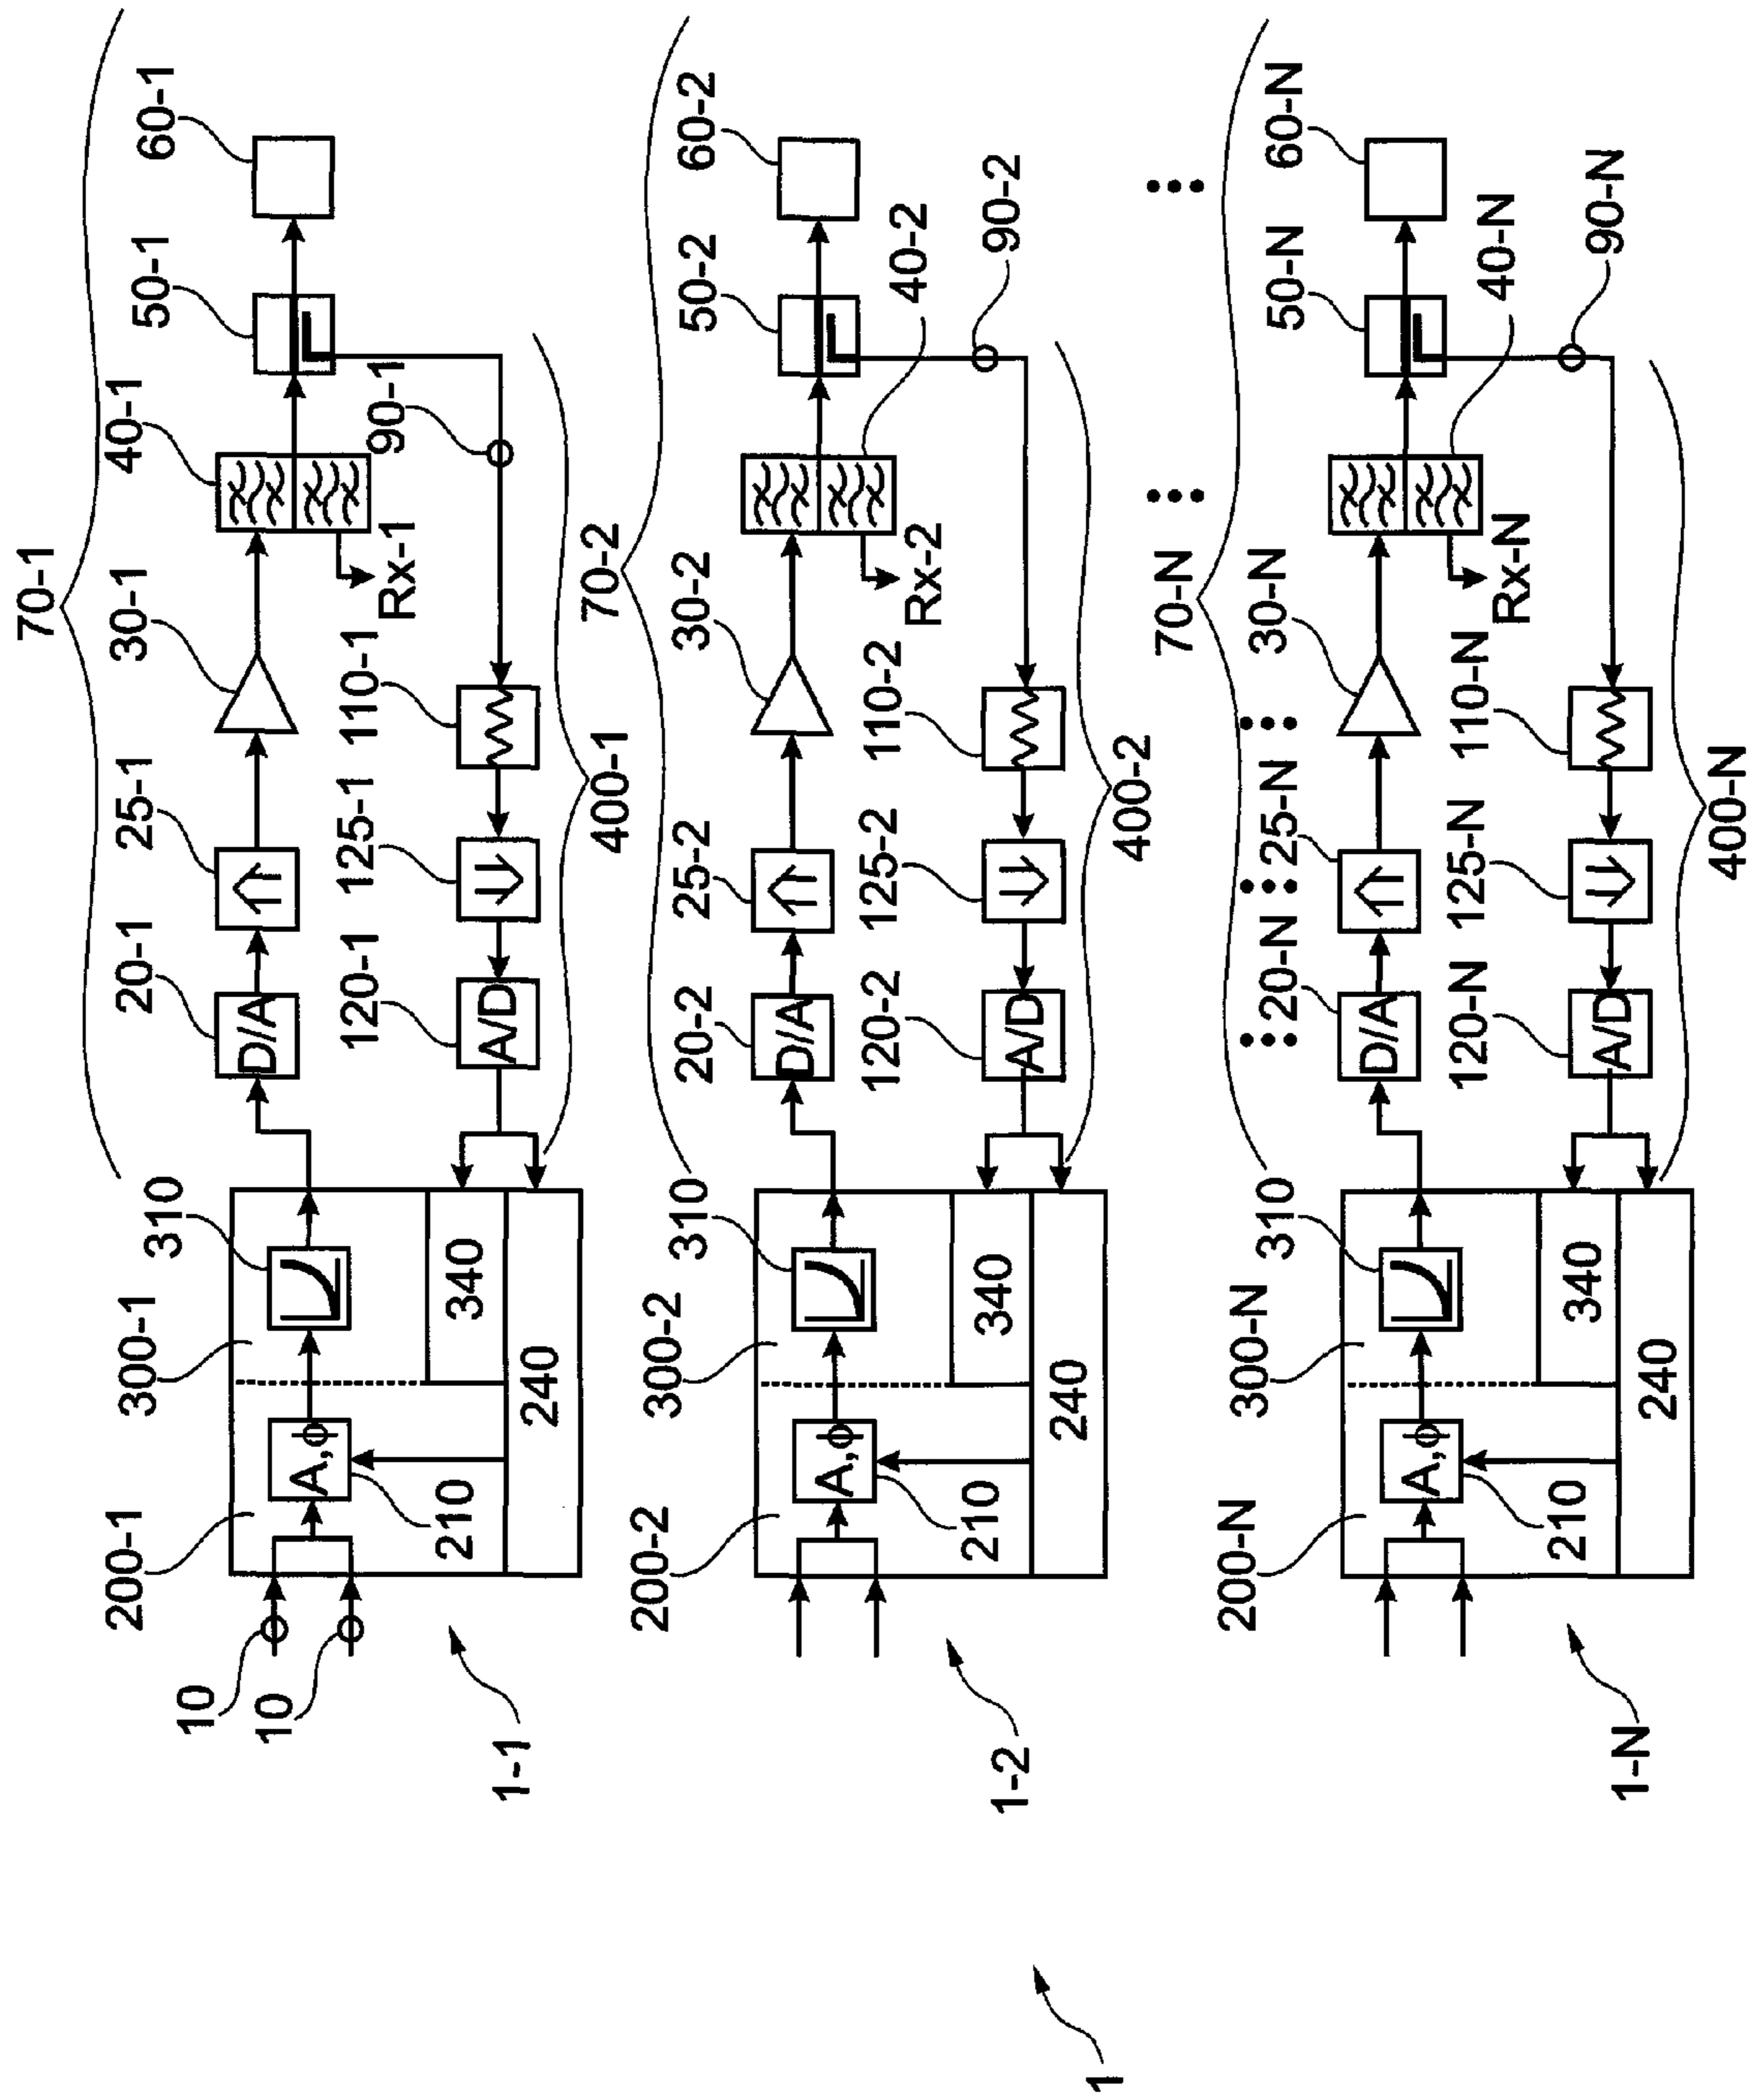 70-1
20-1
25-1
30-1
40-1
50-1
60-1
200-1
300-1
310
D/A
10
10
A,ϕ
210
340
240
Rx-1
90-1
120-1
125-1
110-1
A/D
400-1
1-1
70-2
20-2
25-2
30-2
50-2
60-2
200-2
300-2
310
D/A
A,ϕ
210
340
240
Rx-2
40-2
90-2
120-2
125-2
110-2
A/D
400-2
1-2
70-N
20-N
25-N
30-N
50-N
60-N
200-N
300-N
310
D/A
A,ϕ
210
340
240
Rx-N
40-N
90-N
120-N
125-N
110-N
A/D
400-N
1-N
1